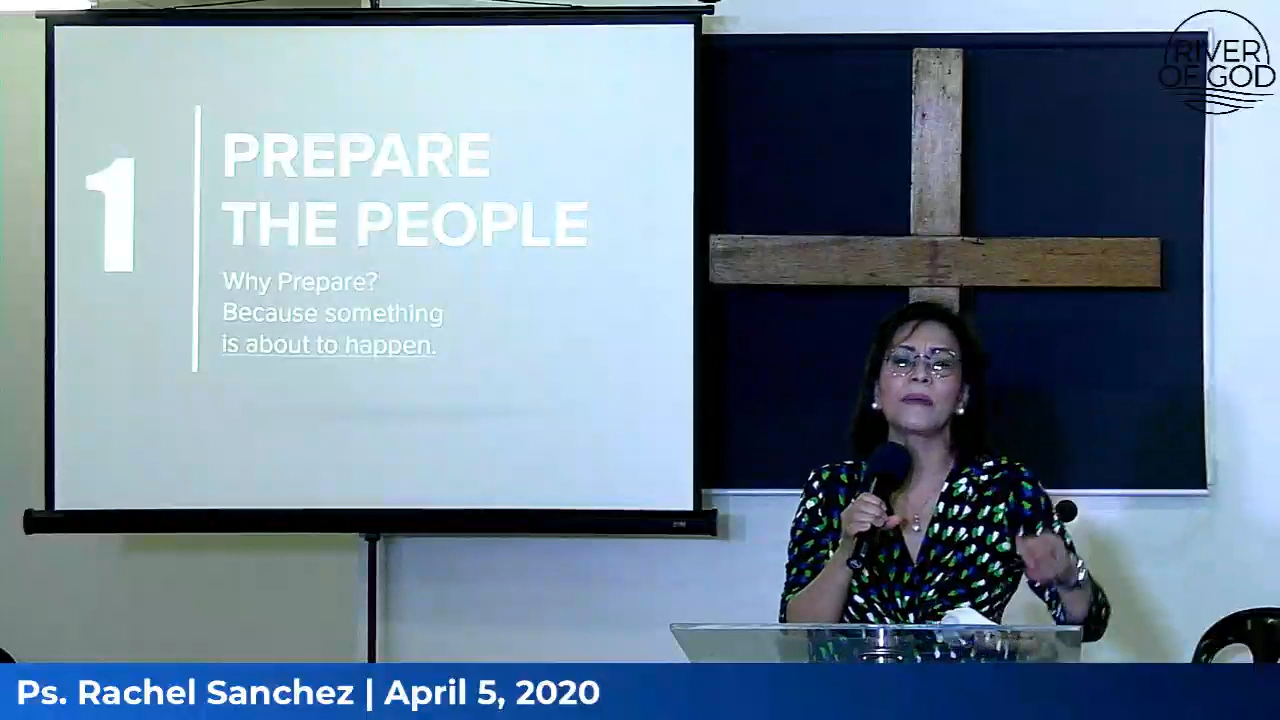 1
PREPARE
THE PEOPLE
Why Prepare?
Because something
is about to happen.
RIVER
OF GOD
Ps. Rachel Sanchez | April 5, 2020